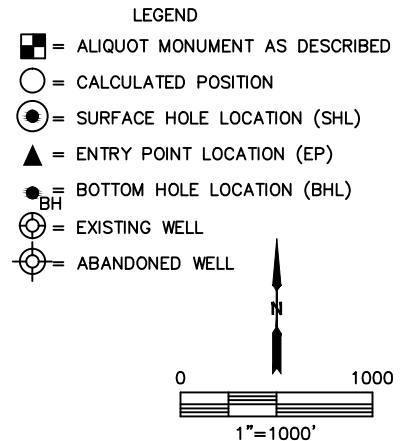 LEGEND
= ALIQUOT MONUMENT AS DESCRIBED
= CALCULATED POSITION
= SURFACE HOLE LOCATION (SHL)
= ENTRY POINT LOCATION (EP)
= BOTTOM HOLE LOCATION (BHL)
BH
= EXISTING WELL
= ABANDONED WELL
N
0 1000
1"=1000'